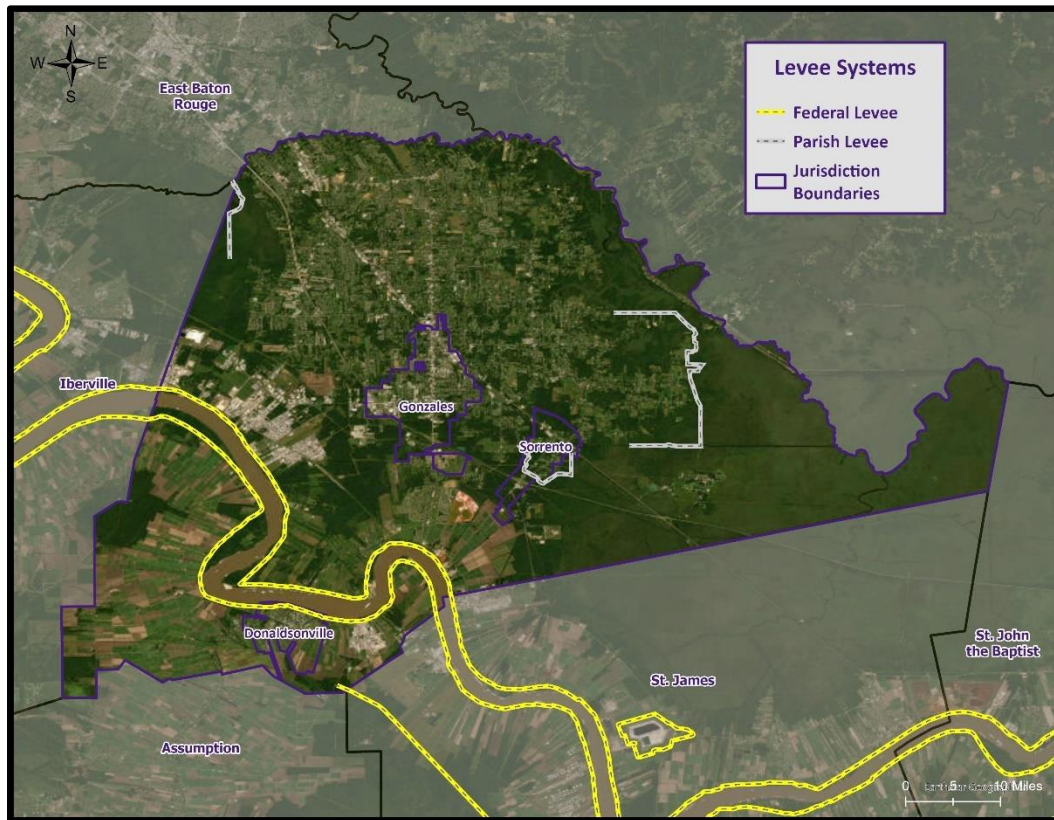 N
W E
S
East Baton
Rouge
Levee Systems
Federal Levee
Parish Levee
Jurisdiction
Boundaries
Iberville
Gonzales
Sorrento
Donaldsonville
St. John
the Baptist
St. James
Assumption
0 5 10 Miles